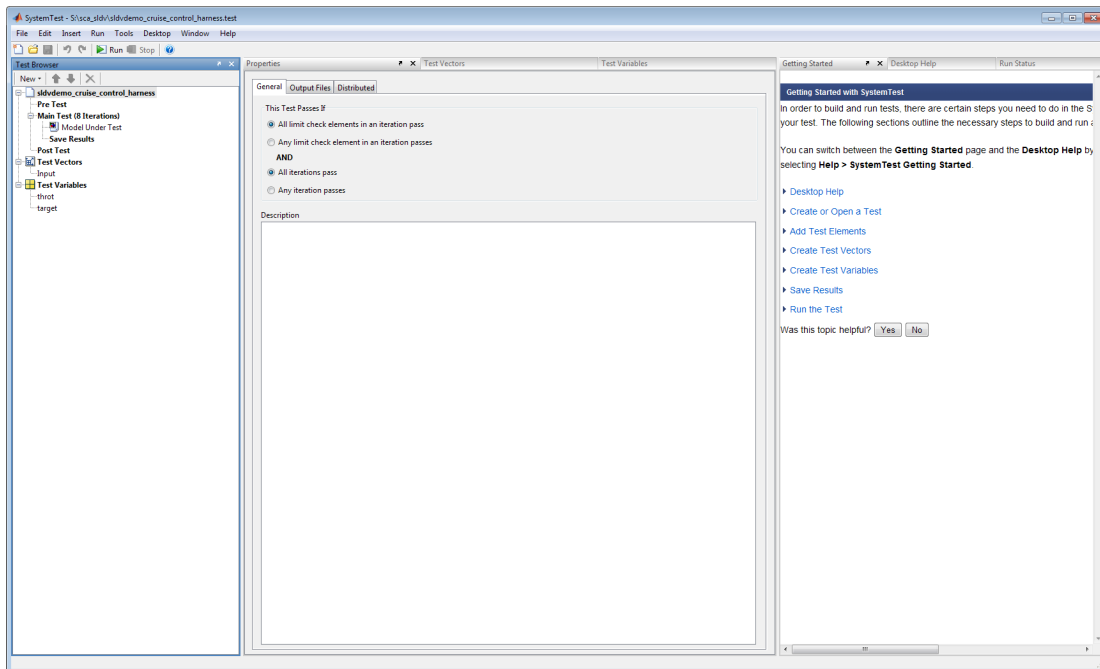 SystemTest - S:\sca_sldv\sldvdemo_cruise_control_harness.test
File Edit Insert Run Tools Desktop Window Help
Run Stop
Test Browser
New
sldvdemo_cruise_control_harness
Pre Test
Main Test (8 Iterations)
Model Under Test
Save Results
Post Test
Test Vectors
Input
Test Variables
throt
target
Properties Test Vectors Test Variables
General Output Files Distributed
This Test Passes If
All limit check elements in an iteration pass
Any limit check element in an iteration passes
AND
All iterations pass
Any iteration passes
Description
Getting Started Desktop Help Run Status
Getting Started with SystemTest
In order to build and run tests, there are certain steps you need to do in the S
your test. The following sections outline the necessary steps to build and run a
You can switch between the Getting Started page and the Desktop Help by
selecting Help > SystemTest Getting Started.
Desktop Help
Create or Open a Test
Add Test Elements
Create Test Vectors
Create Test Variables
Save Results
Run the Test
Was this topic helpful? Yes No